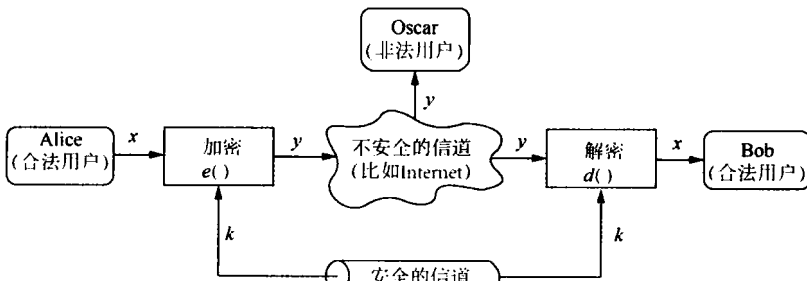 Oscar
(非法用户)
y
Alice
(合法用户)
x
加密
e( )
y
不安全的信道
(比如Internet)
y
解密
d( )
x
Bob
(合法用户)
k
k
安全的信道